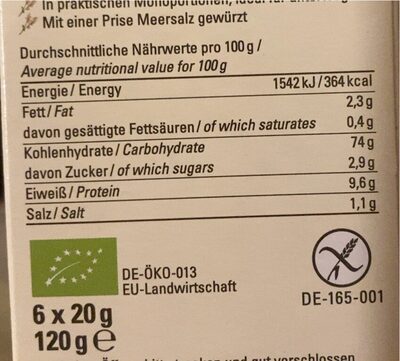 In praktischen Monoportionen, ideal für
Mit einer Prise Meersalz gewürzt
Durchschnittliche Nährwerte pro 100 g /
Average nutritional value for 100 g
Energie / Energy 1542 kJ / 364 kcal
Fett / Fat 2,3 g
davon gesättigte Fettsäuren / of which saturates 0,4 g
Kohlenhydrate / Carbohydrate 74 g
davon Zucker / of which sugars 2,9 g
Eiweiß / Protein 9,6 g
Salz / Salt 1,1 g
DE-ÖKO-013
EU-Landwirtschaft
DE-165-001
6 x 20 g
120 g ℮
und gut verschlossen